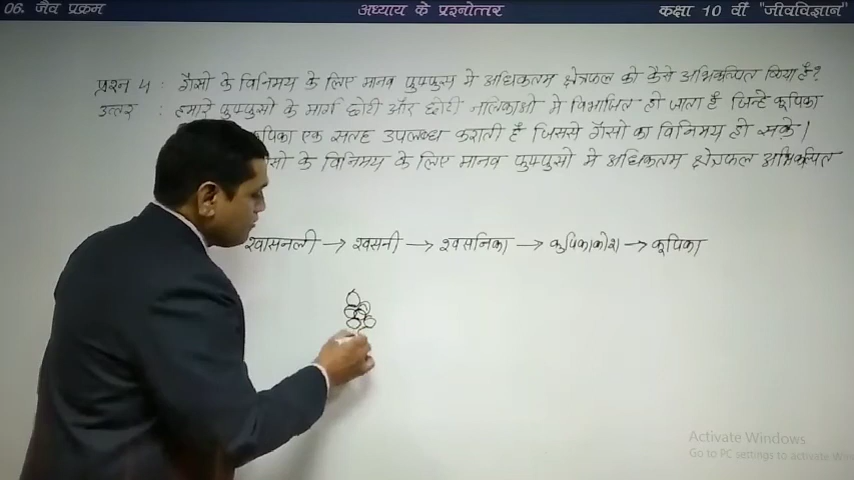 06. जैव प्रक्रम
अध्याय के प्रश्नोत्तर
कक्षा 10 वीं "जीवविज्ञान"
प्रश्न 4 : गैसो के विनिमय के लिए मानव फुफ्फुस मे अधिकतम क्षेत्रफल को कैसे अभिकल्पित किया है?
उत्तर : हमारे फुफ्फुसो के मार्ग छोटी और छोटी नालिकाओ मे विभाजित हो जाता है जिन्हे कूपिका
कूपिका एक सतह उपलब्ध कराती है जिससे गैसो का विनिमय हो सके।
के विनिमय के लिए मानव फुफ्फुसो मे अधिकतम क्षेत्रफल अभिकल्पित
श्वासनली → श्वसनी → श्वसनिका → कुपिकाकोश → कूपिका
Activate Windows
Go to PC settings to activate